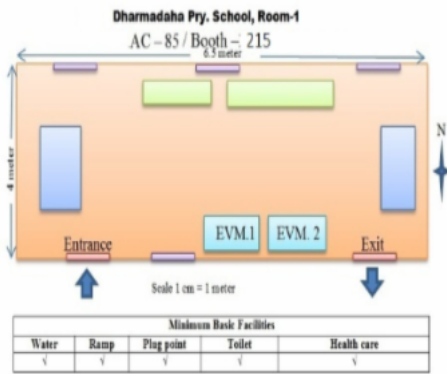 Dharmadaha Pry. School, Room-1
AC – 85 / Booth – 215
6.5 meter
4 meter
N
EVM.1 EVM. 2
Entrance Exit
Scale 1 cm = 1 meter
Minimum Basic Facilities
Water Ramp Plug point Toilet Health care
√ √ √ √ √